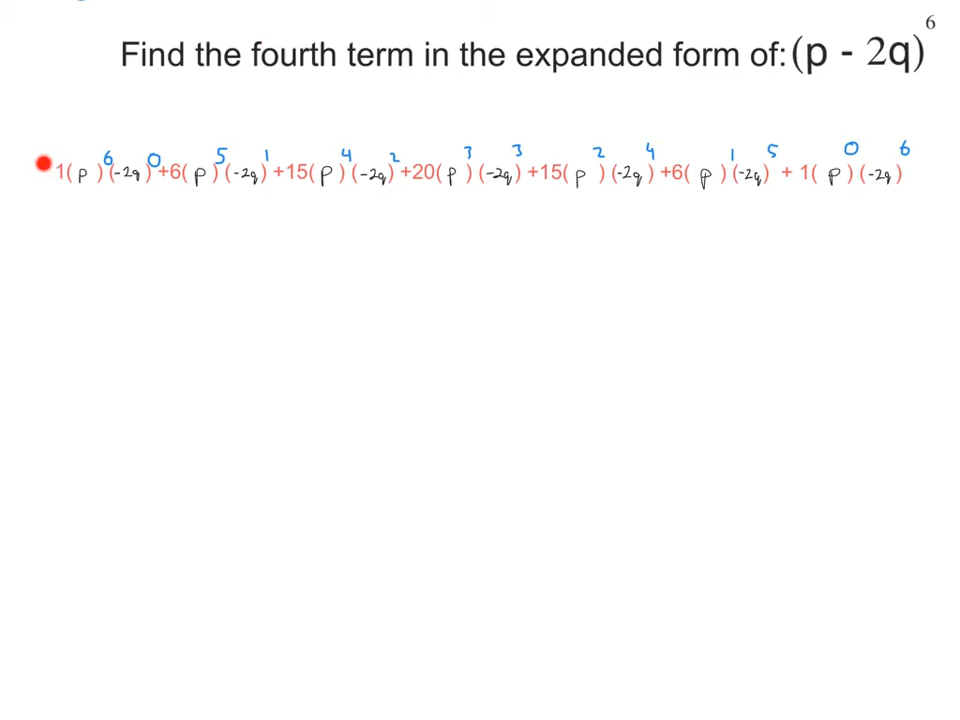 Find the fourth term in the expanded form of: (p - 2q)⁶
1(p)⁶(-2q)⁰+6(p)⁵(-2q)¹+15(p)⁴(-2q)²+20(p)³(-2q)³+15(p)²(-2q)⁴+6(p)¹(-2q)⁵+ 1(p)⁰(-2q)⁶